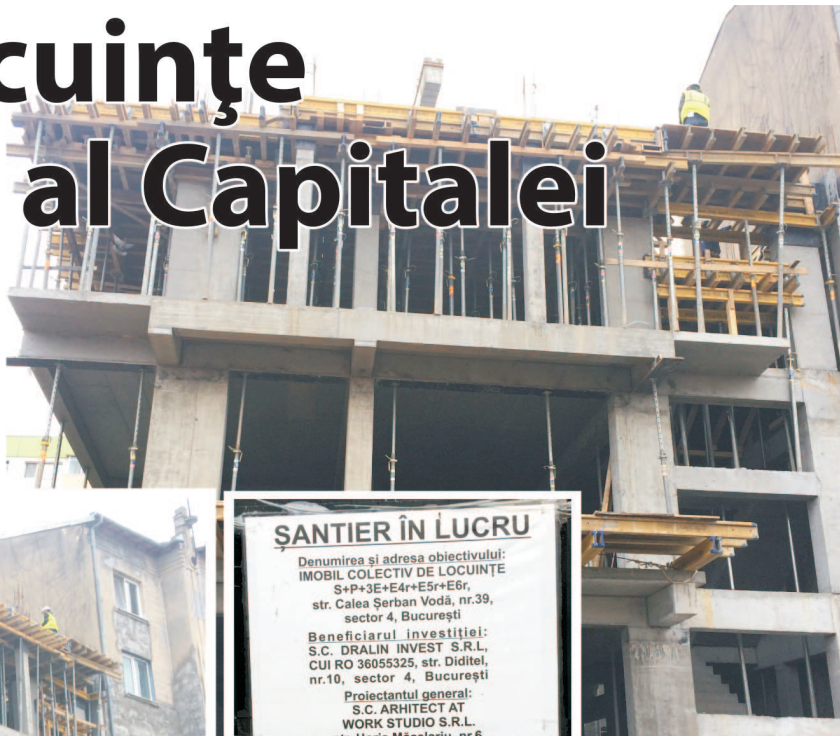 cuinţe
al Capitalei
ŞANTIER ÎN LUCRU
Denumirea şi adresa obiectivului:
IMOBIL COLECTIV DE LOCUINŢE
S+P+3E+E4r+E5r+E6r,
str. Calea Şerban Vodă, nr.39,
sector 4, Bucureşti
Beneficiarul investiţiei:
S.C. DRALIN INVEST S.R.L,
CUI RO 36055325, str. Diditel,
nr.10, sector 4, Bucureşti
Proiectantul general:
S.C. ARHITECT AT
WORK STUDIO S.R.L.